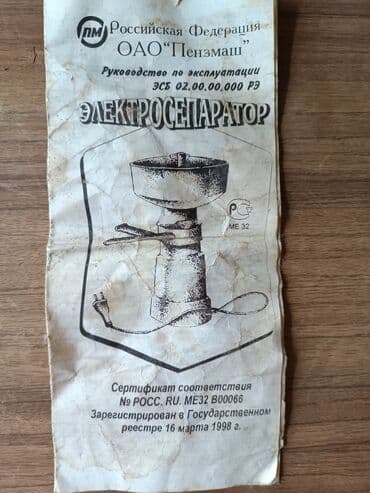 ПМ
Российская Федерация
ОАО "Пензмаш"
Руководство по эксплуатации
ЭСБ 02.00.00.000 РЭ
ЭЛЕКТРОСЕПАРАТОР
МЕ 32
Сертификат соответствия
№ РОСС. RU. МЕ32 В00066
Зарегистрирован в Государственном
реестре 16 марта 1998 г.